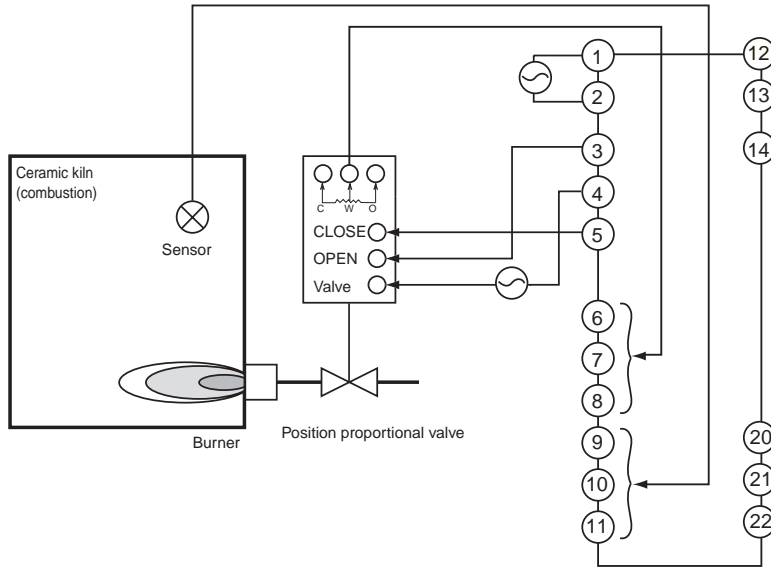 Ceramic kiln
(combustion)
Sensor
Burner
C W O
CLOSE
OPEN
Valve
Position proportional valve
1
2
3
4
5
6
7
8
9
10
11
12
13
14
20
21
22